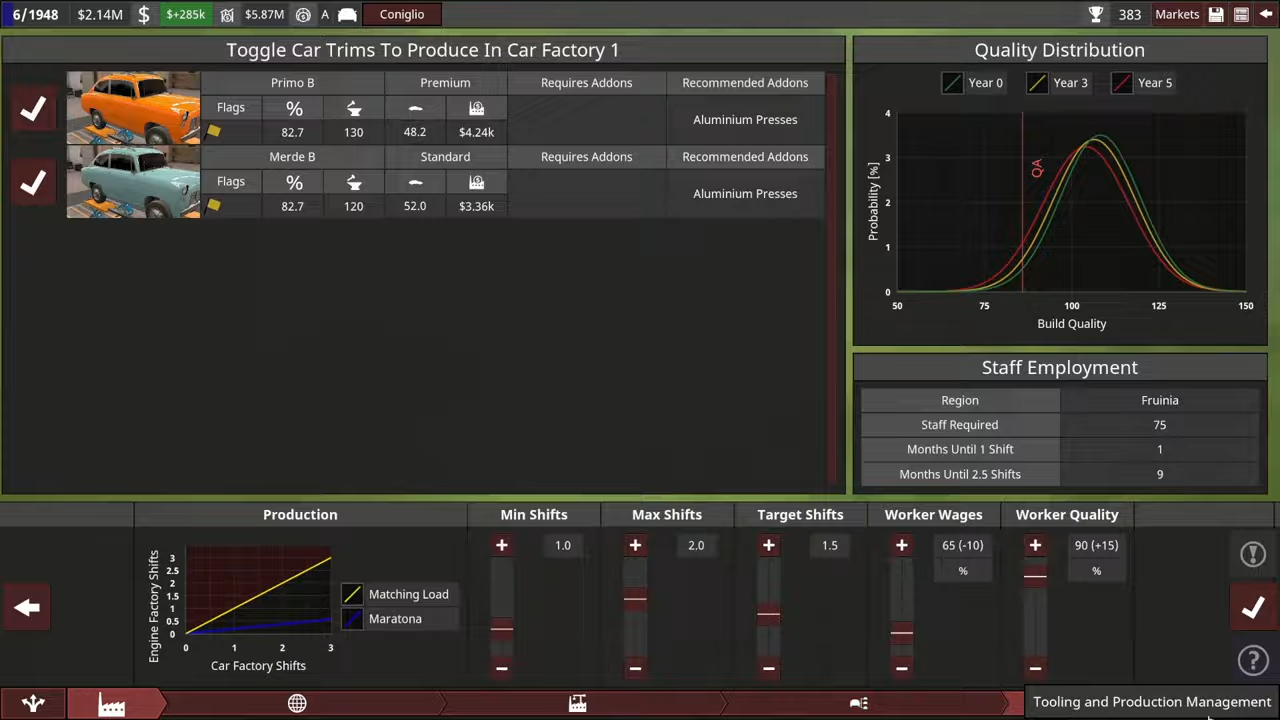 6/1948 $2.14M $+285k $5.87M A Coniglio 383 Markets
Toggle Car Trims To Produce In Car Factory 1
Primo B Premium Requires Addons Recommended Addons
Flags %
82.7 130 48.2 $4.24k Aluminium Presses
Merde B Standard Requires Addons Recommended Addons
Flags %
82.7 120 52.0 $3.36k Aluminium Presses
Quality Distribution
Year 0 Year 3 Year 5
Probability [%]
4
3
2
1
0
QA
50 75 100 125 150
Build Quality
Staff Employment
Region Fruinia
Staff Required 75
Months Until 1 Shift 1
Months Until 2.5 Shifts 9
Production
Engine Factory Shifts
3
2.5
2
1.5
1
0.5
0
0 1 2 3
Car Factory Shifts
Matching Load
Maratona
Min Shifts
+ 1.0
-
Max Shifts
+ 2.0
-
Target Shifts
+ 1.5
-
Worker Wages
+ 65 (-10)
%
-
Worker Quality
+ 90 (+15)
%
-
!
?
Tooling and Production Management